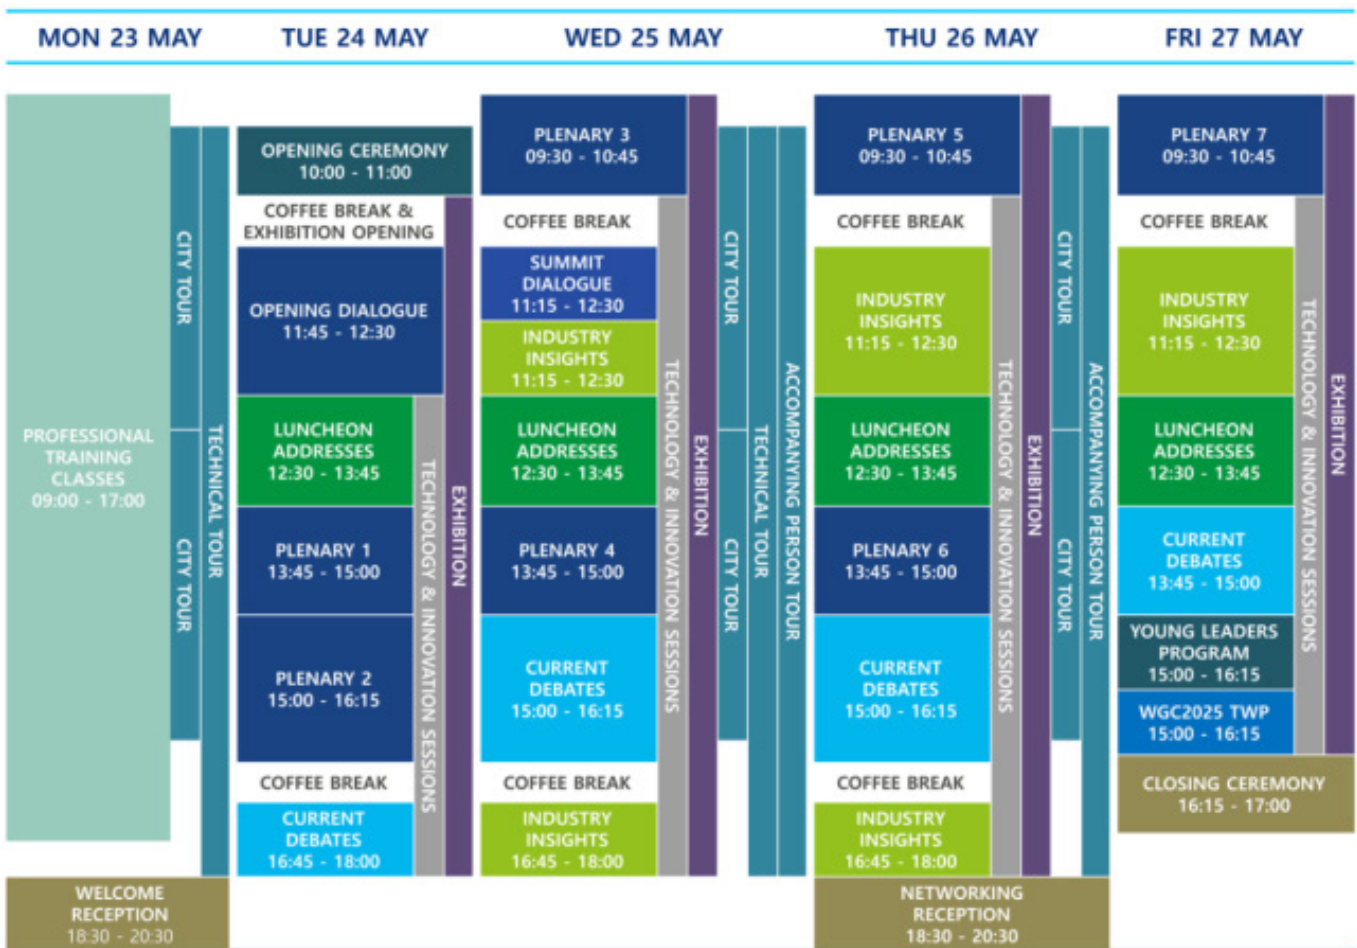 MON 23 MAY
TUE 24 MAY
WED 25 MAY
THU 26 MAY
FRI 27 MAY
PROFESSIONAL
TRAINING
CLASSES
09:00 - 17:00
CITY TOUR
CITY TOUR
TECHNICAL TOUR
WELCOME
RECEPTION
18:30 - 20:30
OPENING CEREMONY
10:00 - 11:00
COFFEE BREAK &
EXHIBITION OPENING
OPENING DIALOGUE
11:45 - 12:30
LUNCHEON
ADDRESSES
12:30 - 13:45
PLENARY 1
13:45 - 15:00
PLENARY 2
15:00 - 16:15
COFFEE BREAK
CURRENT
DEBATES
16:45 - 18:00
TECHNOLOGY & INNOVATION SESSIONS
EXHIBITION
PLENARY 3
09:30 - 10:45
COFFEE BREAK
SUMMIT
DIALOGUE
11:15 - 12:30
INDUSTRY
INSIGHTS
11:15 - 12:30
LUNCHEON
ADDRESSES
12:30 - 13:45
PLENARY 4
13:45 - 15:00
CURRENT
DEBATES
15:00 - 16:15
COFFEE BREAK
INDUSTRY
INSIGHTS
16:45 - 18:00
TECHNOLOGY & INNOVATION SESSIONS
EXHIBITION
CITY TOUR
CITY TOUR
TECHNICAL TOUR
ACCOMPANYING PERSON TOUR
PLENARY 5
09:30 - 10:45
COFFEE BREAK
INDUSTRY
INSIGHTS
11:15 - 12:30
LUNCHEON
ADDRESSES
12:30 - 13:45
PLENARY 6
13:45 - 15:00
CURRENT
DEBATES
15:00 - 16:15
COFFEE BREAK
INDUSTRY
INSIGHTS
16:45 - 18:00
TECHNOLOGY & INNOVATION SESSIONS
EXHIBITION
CITY TOUR
CITY TOUR
ACCOMPANYING PERSON TOUR
NETWORKING
RECEPTION
18:30 - 20:30
PLENARY 7
09:30 - 10:45
COFFEE BREAK
INDUSTRY
INSIGHTS
11:15 - 12:30
LUNCHEON
ADDRESSES
12:30 - 13:45
CURRENT
DEBATES
13:45 - 15:00
YOUNG LEADERS
PROGRAM
15:00 - 16:15
WGC2025 TWP
15:00 - 16:15
TECHNOLOGY & INNOVATION SESSIONS
EXHIBITION
CLOSING CEREMONY
16:15 - 17:00